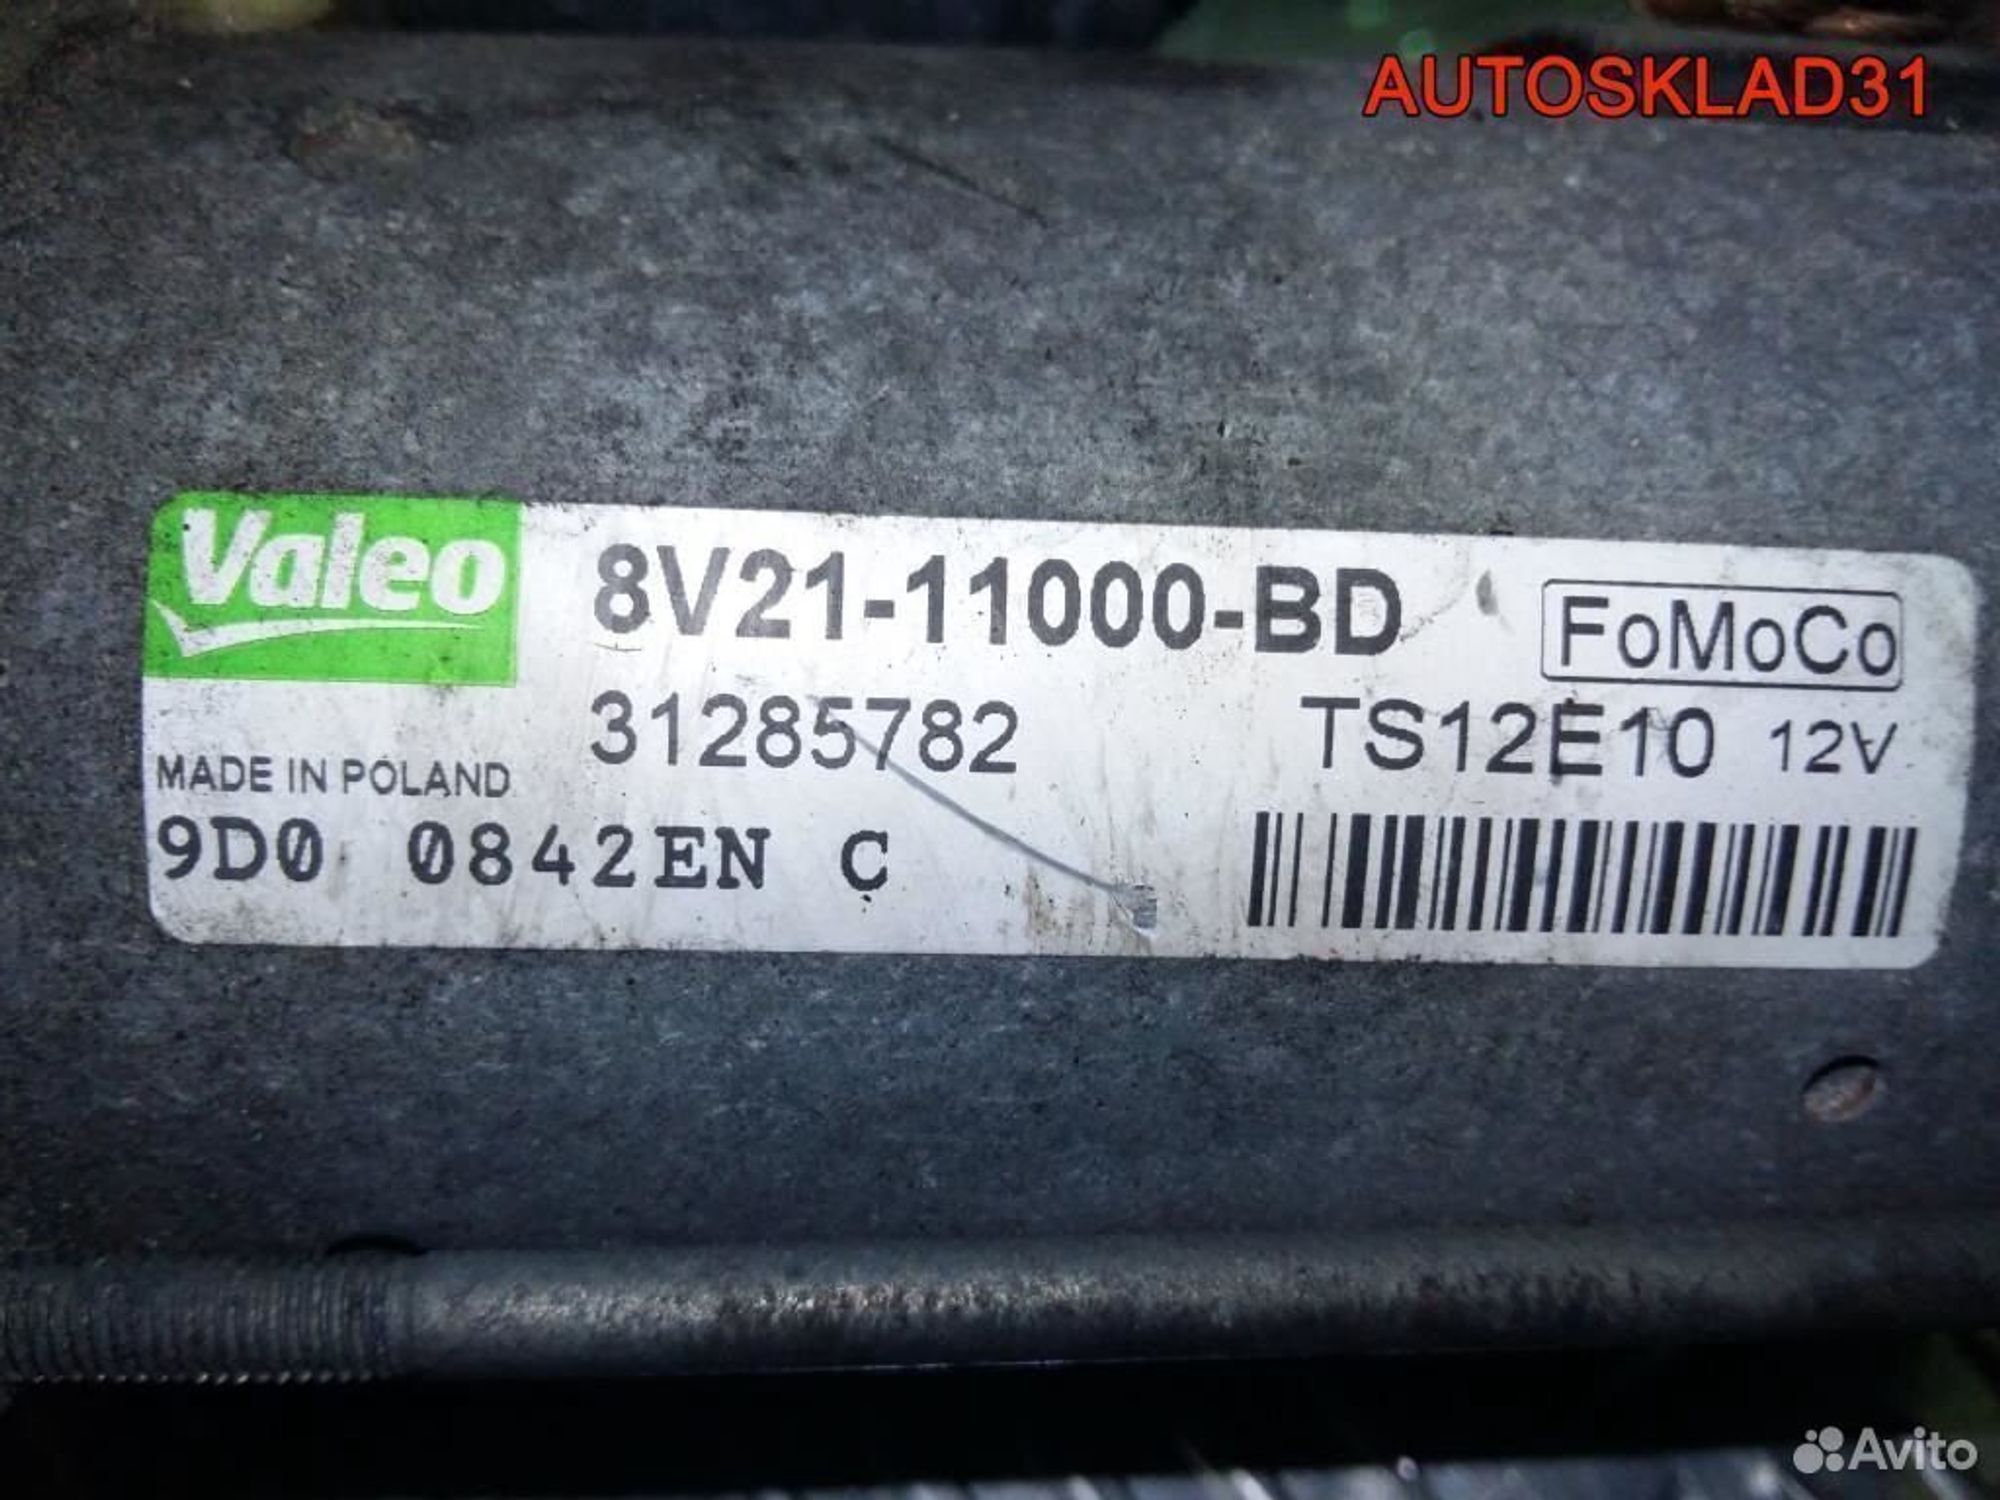 AUTOSKLAD31
Valeo 8V21-11000-BD FoMoCo
31285782 TS12E10 12V
MADE IN POLAND
9D0 0842EN C
Avito